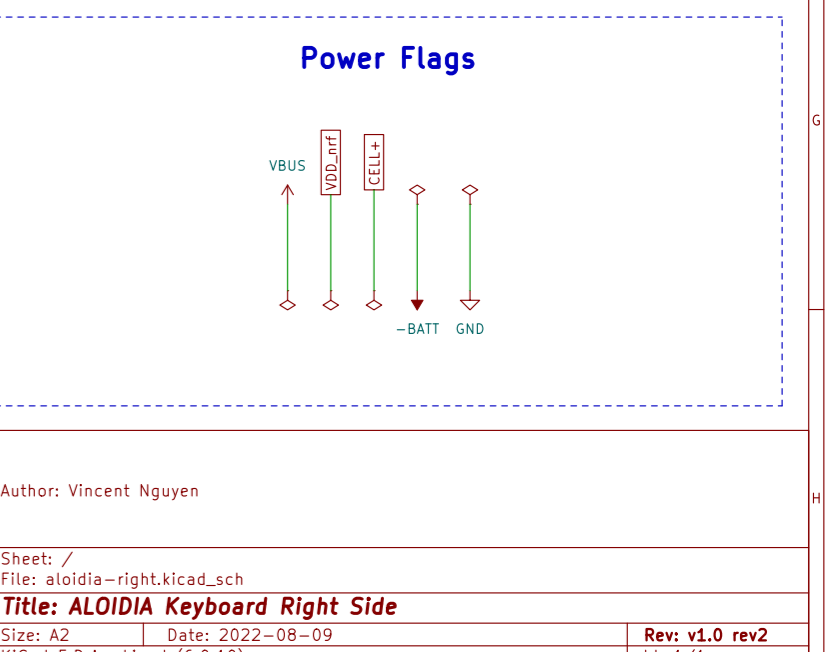 Power Flags
G
VBUS
VDD_nrf
CELL+
-BATT GND
Author: Vincent Nguyen
H
Sheet: /
File: aloidia-right.kicad_sch
Title: ALOIDIA Keyboard Right Side
Size: A2 Date: 2022-08-09 Rev: v1.0 rev2